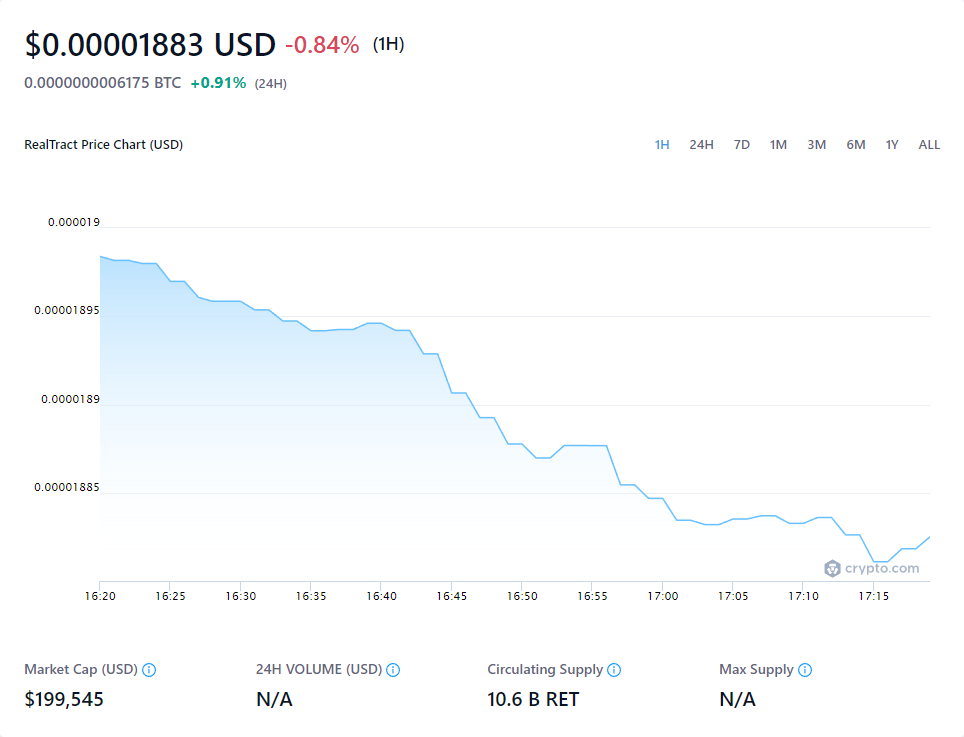 $0.00001883 USD -0.84% (1H)
0.0000000006175 BTC +0.91% (24H)
RealTract Price Chart (USD) 1H 24H 7D 1M 3M 6M 1Y ALL
0.000019
0.00001895
0.0000189
0.00001885
crypto.com
16:20 16:25 16:30 16:35 16:40 16:45 16:50 16:55 17:00 17:05 17:10 17:15
Market Cap (USD) 24H VOLUME (USD) Circulating Supply Max Supply
$199,545 N/A 10.6 B RET N/A